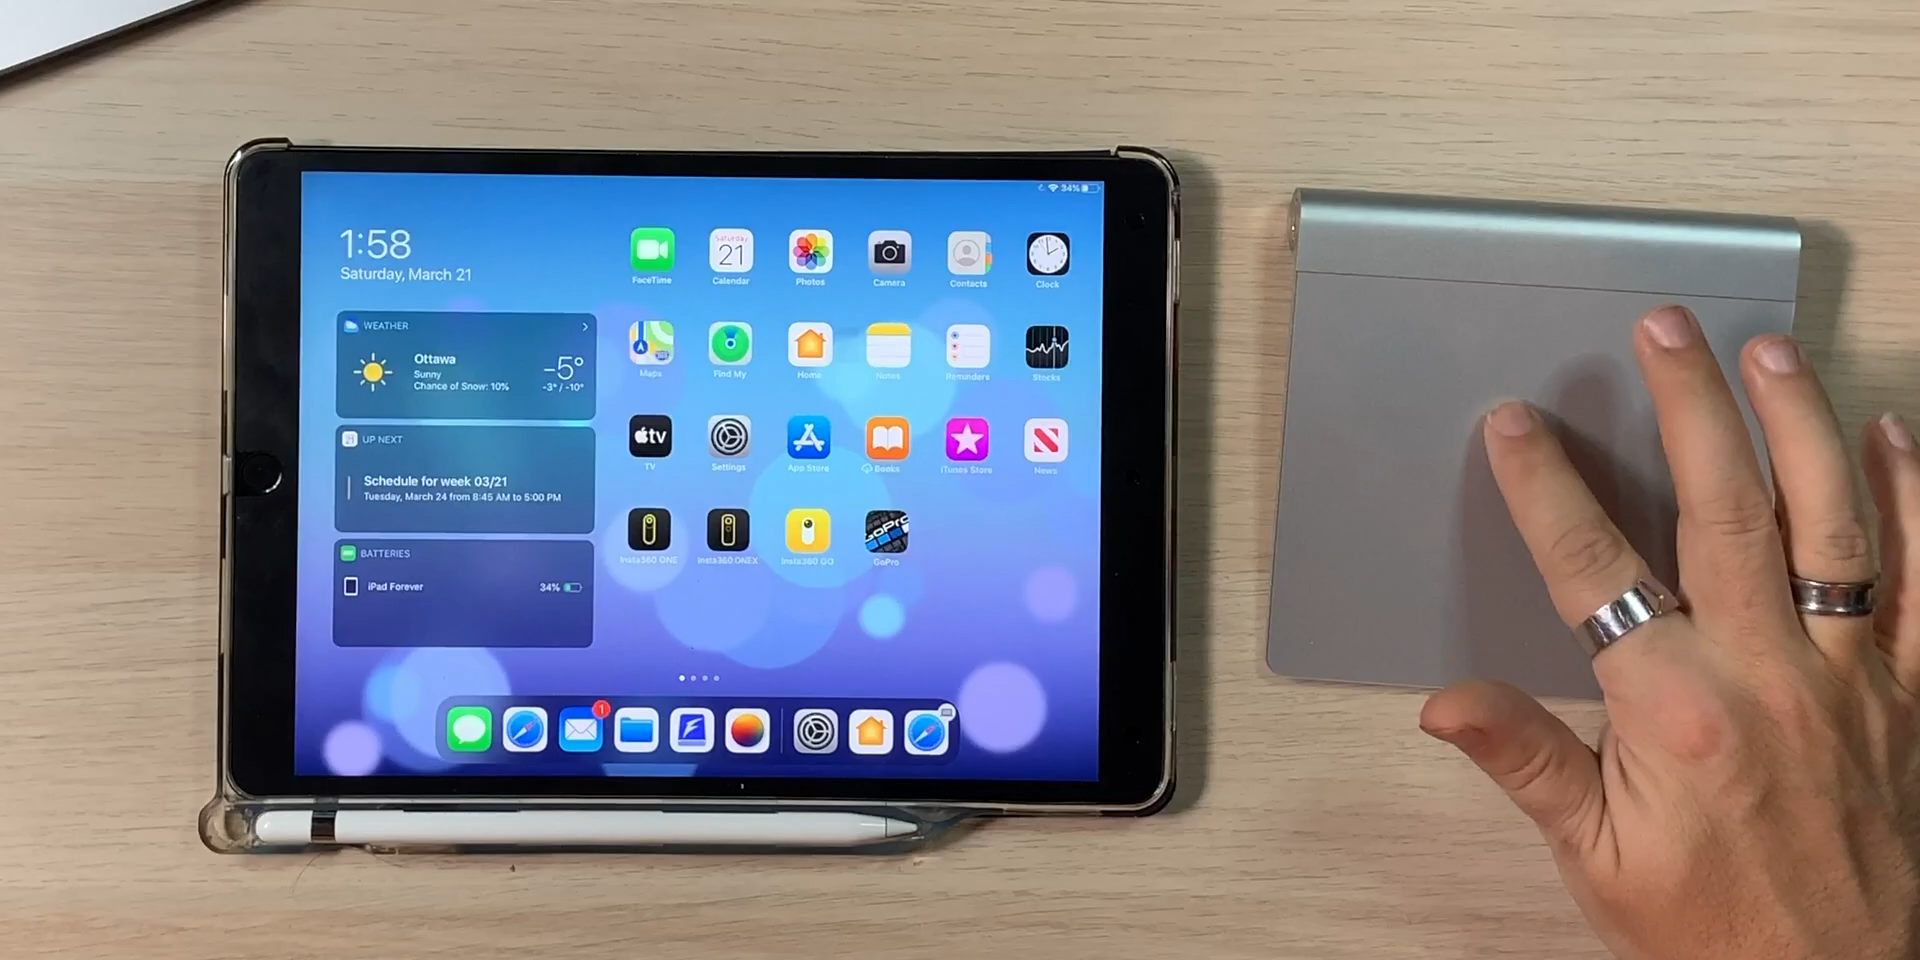 34%
1:58
Saturday, March 21
WEATHER
Ottawa
Sunny
Chance of Snow: 10%
-5°
-3° / -10°
UP NEXT
Schedule for week 03/21
Tuesday, March 24 from 8:45 AM to 5:00 PM
BATTERIES
iPad Forever
34%
Saturday
21
FaceTime
Calendar
Photos
Camera
Contacts
Clock
Maps
Find My
Home
Notes
Reminders
Stocks
tv
TV
Settings
App Store
Books
iTunes Store
News
GoPro
Insta360 ONE
Insta360 ONEX
Insta360 GO
GoPro
1